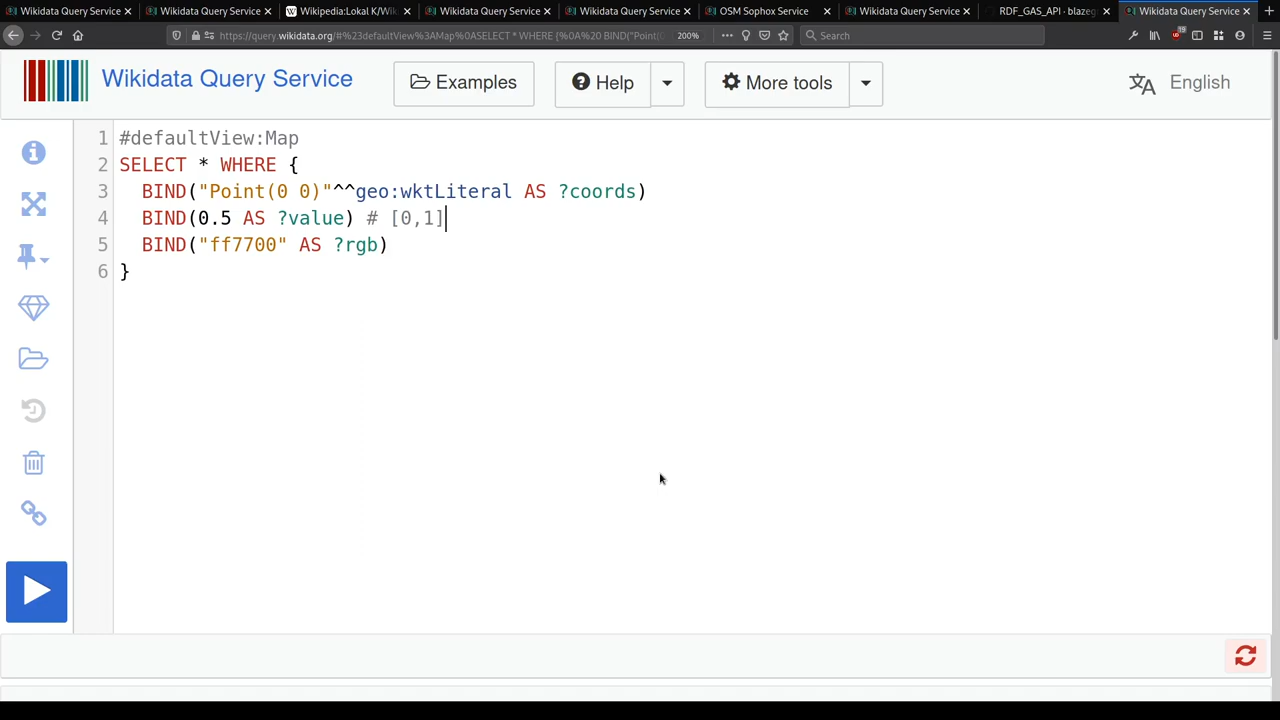 Wikidata Query Service
Wikidata Query Service
Wikipedia:Lokal K/Wik
Wikidata Query Service
Wikidata Query Service
OSM Sophox Service
Wikidata Query Service
RDF_GAS_API · blazeg
Wikidata Query Service
https://query.wikidata.org/#%23defaultView%3AMap%0ASELECT * WHERE {%0A%20 BIND("Point(0
200%
Search
Wikidata Query Service
Examples
Help
More tools
English
1 #defaultView:Map
2 SELECT * WHERE {
3 BIND("Point(0 0)"^^geo:wktLiteral AS ?coords)
4 BIND(0.5 AS ?value) # [0,1]
5 BIND("ff7700" AS ?rgb)
6 }